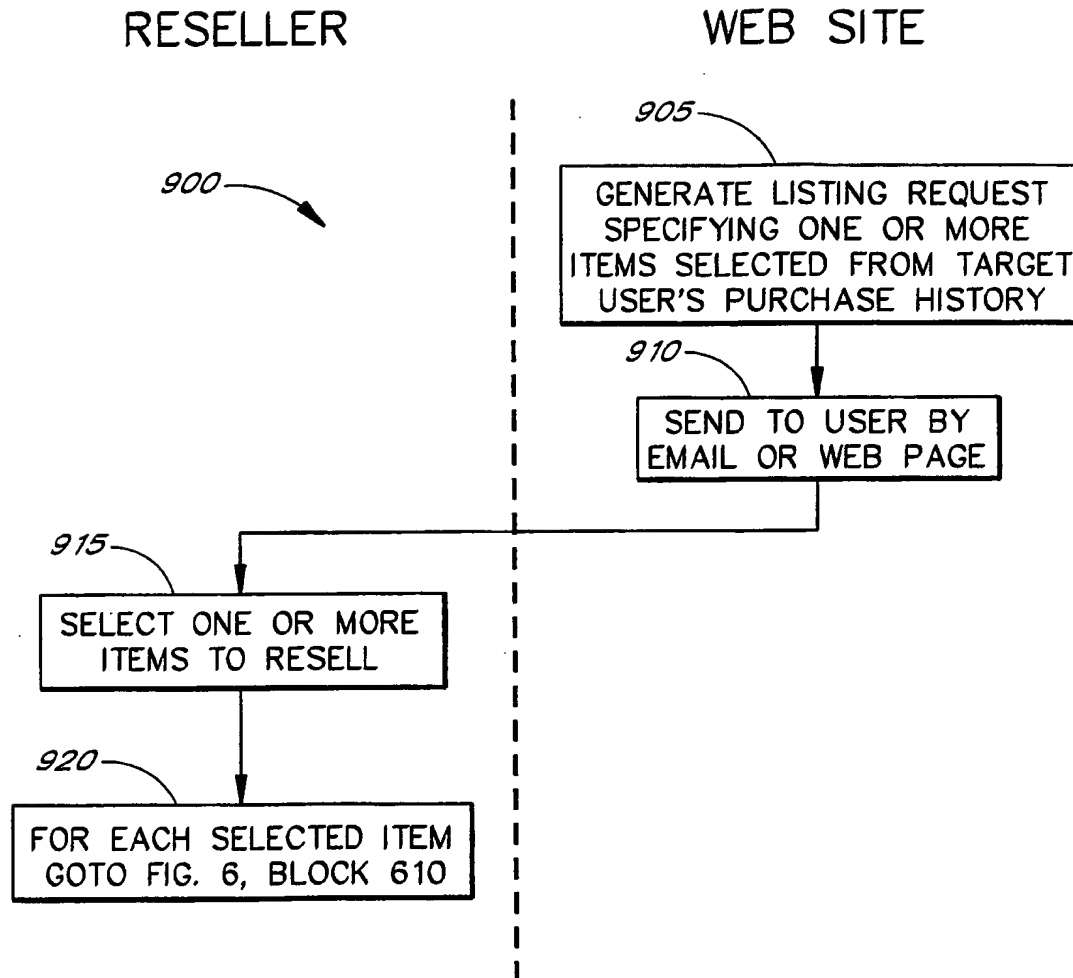 RESELLER
WEB SITE
900
905
GENERATE LISTING REQUEST
SPECIFYING ONE OR MORE
ITEMS SELECTED FROM TARGET
USER'S PURCHASE HISTORY
910
SEND TO USER BY
EMAIL OR WEB PAGE
915
SELECT ONE OR MORE
ITEMS TO RESELL
920
FOR EACH SELECTED ITEM
GOTO FIG. 6, BLOCK 610